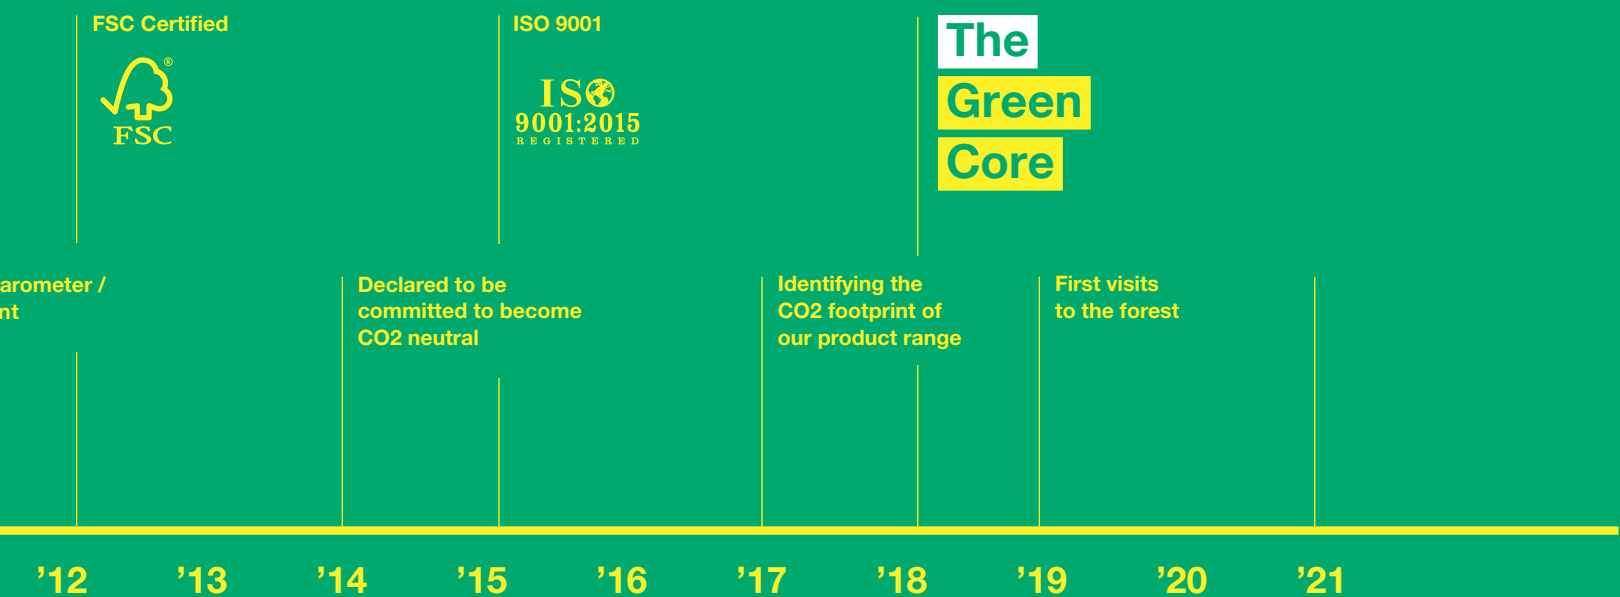 FSC Certified
®
FSC
ISO 9001
ISO
9001:2015
REGISTERED
The
Green
Core
arometer /
nt
Declared to be
committed to become
CO2 neutral
Identifying the
CO2 footprint of
our product range
First visits
to the forest
’12 ’13 ’14 ’15 ’16 ’17 ’18 ’19 ’20 ’21